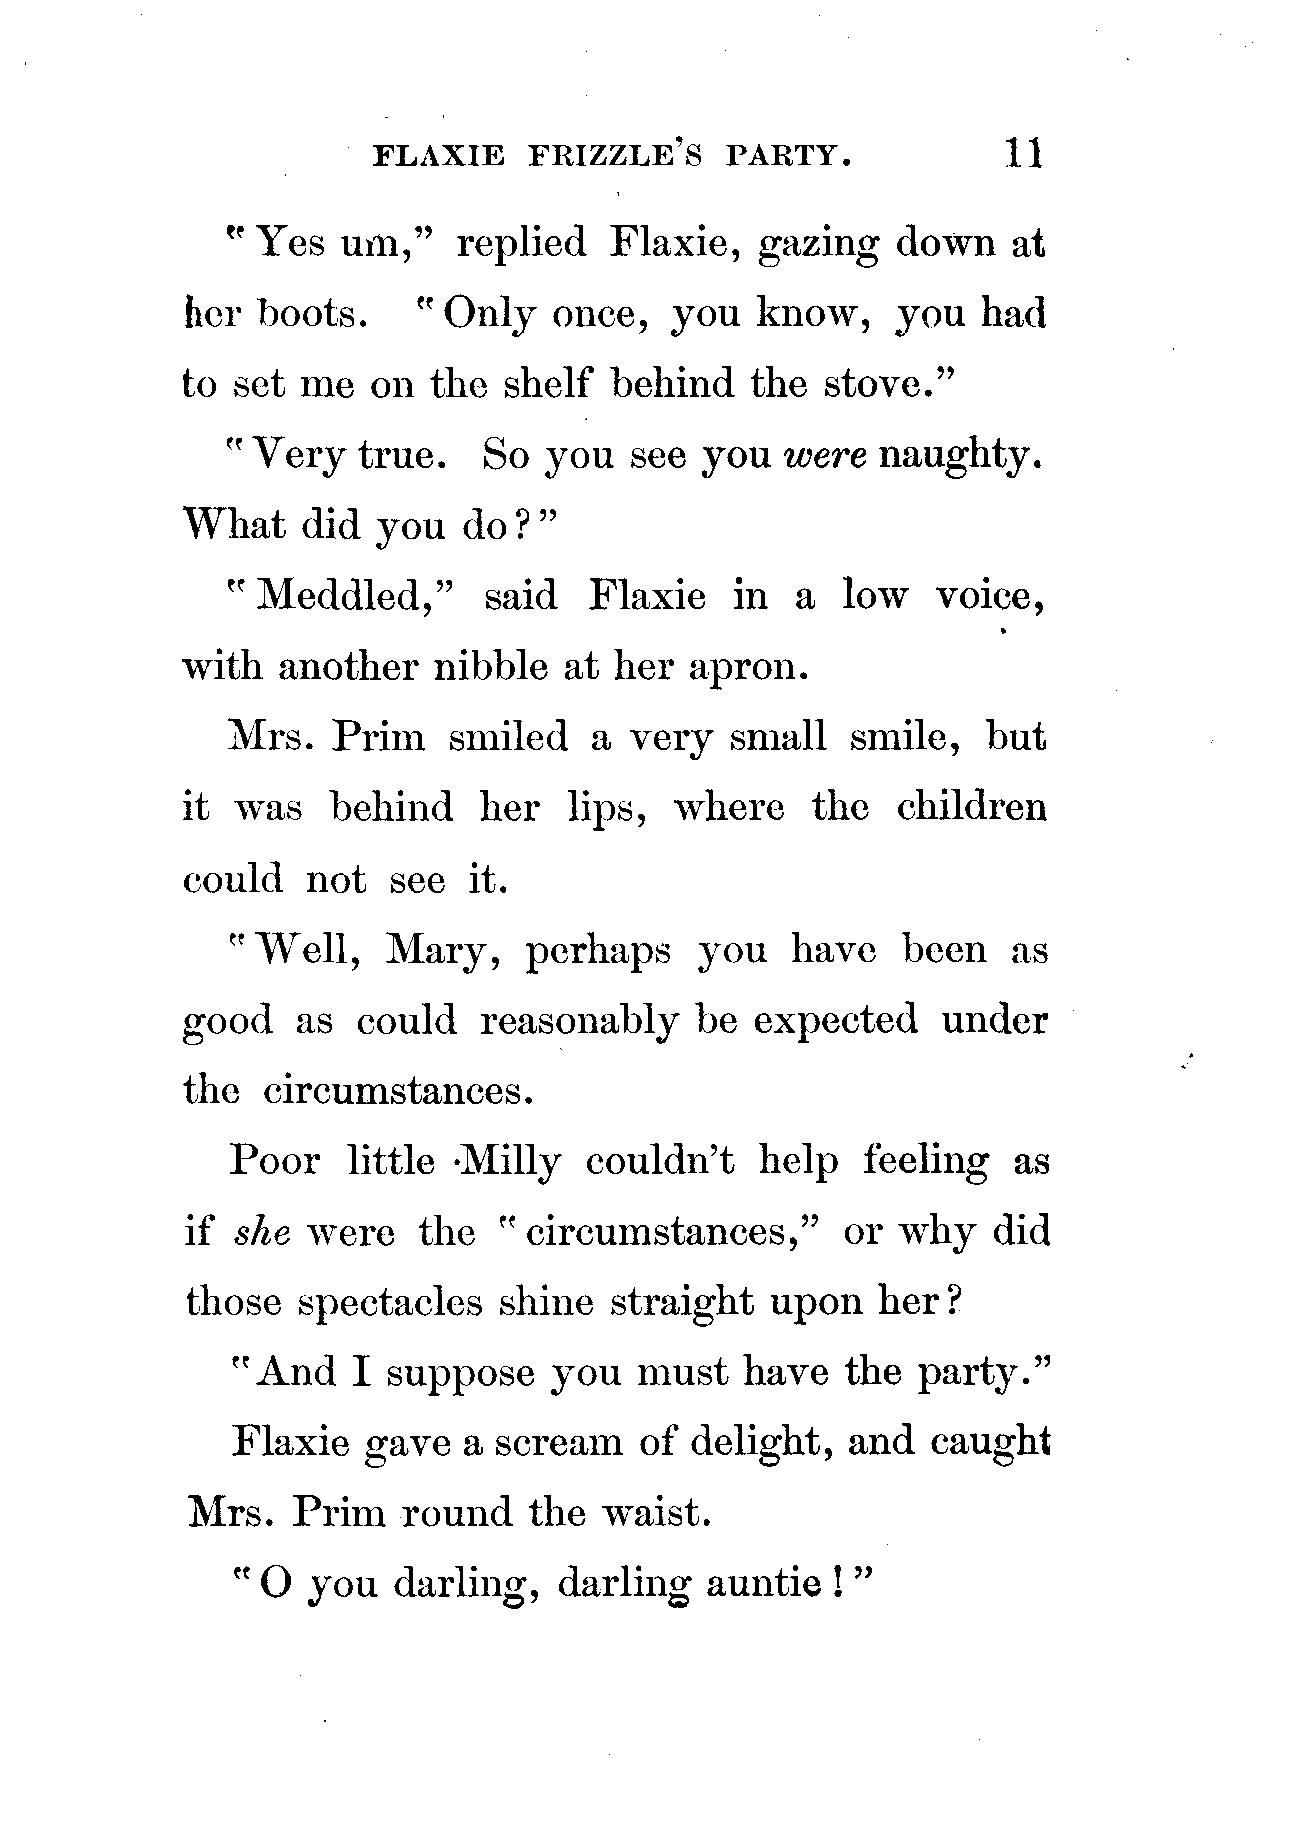 FLAXIE FRIZZLE'S PARTY. 11
"Yes um," replied Flaxie, gazing down at
her boots. "Only once, you know, you had
to set me on the shelf behind the stove."
"Very true. So you see you were naughty.
What did you do?"
"Meddled," said Flaxie in a low voice,
with another nibble at her apron.
Mrs. Prim smiled a very small smile, but
it was behind her lips, where the children
could not see it.
"Well, Mary, perhaps you have been as
good as could reasonably be expected under
the circumstances.
Poor little Milly couldn't help feeling as
if she were the "circumstances," or why did
those spectacles shine straight upon her?
"And I suppose you must have the party."
Flaxie gave a scream of delight, and caught
Mrs. Prim round the waist.
"O you darling, darling auntie!"